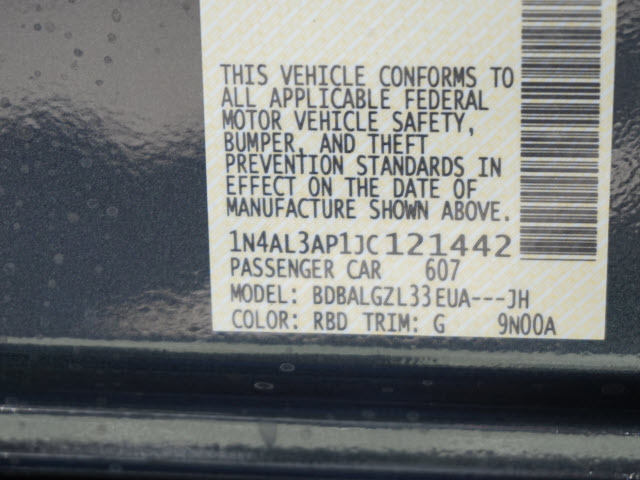 THIS VEHICLE CONFORMS TO
ALL APPLICABLE FEDERAL
MOTOR VEHICLE SAFETY,
BUMPER, AND THEFT
PREVENTION STANDARDS IN
EFFECT ON THE DATE OF
MANUFACTURE SHOWN ABOVE.
1N4AL3AP1JC121442
PASSENGER CAR 607
MODEL: BDBALGZL33EUA---JH
COLOR: RBD TRIM: G 9N00A